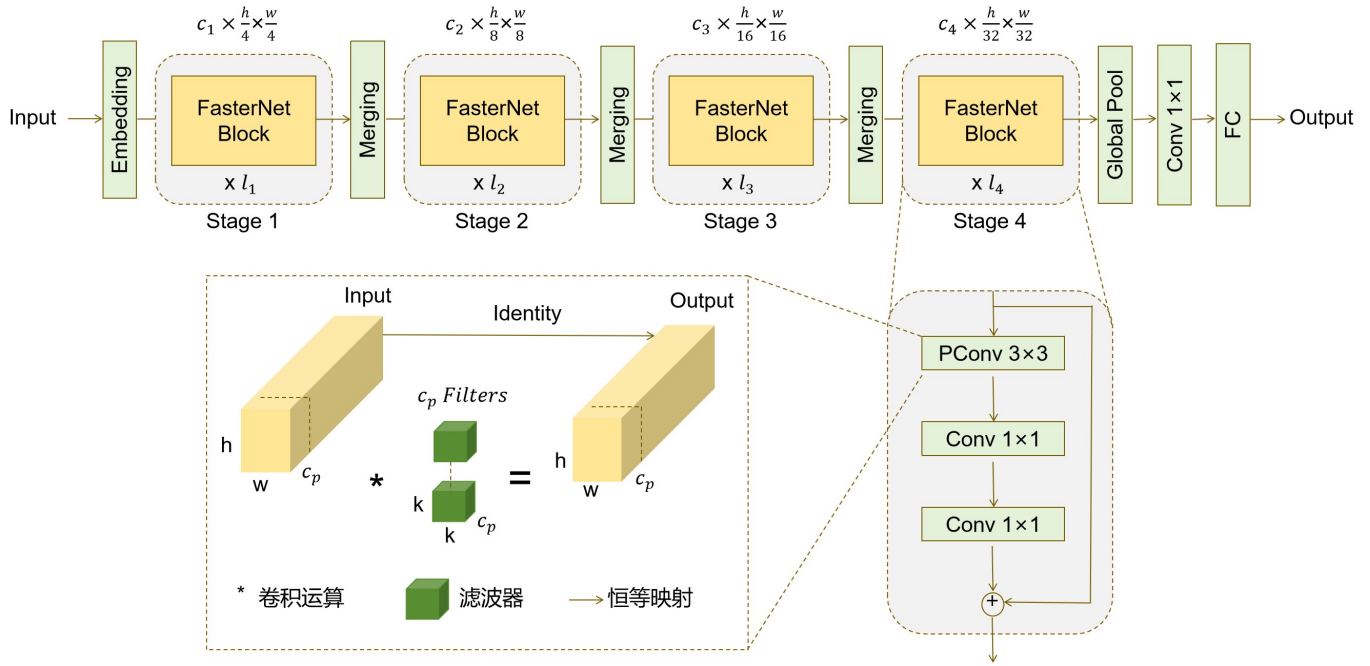 c₁ × h/4 × w/4
c₂ × h/8 × w/8
c₃ × h/16 × w/16
c₄ × h/32 × w/32
Input
Embedding
FasterNet
Block
x l₁
Stage 1
Merging
FasterNet
Block
x l₂
Stage 2
Merging
FasterNet
Block
x l₃
Stage 3
Merging
FasterNet
Block
x l₄
Stage 4
Global Pool
Conv 1×1
FC
Output
Input
Identity
Output
h
w
c_p
*
c_p Filters
k
k
c_p
=
h
w
c_p
* 卷积运算
滤波器
恒等映射
PConv 3×3
Conv 1×1
Conv 1×1
+